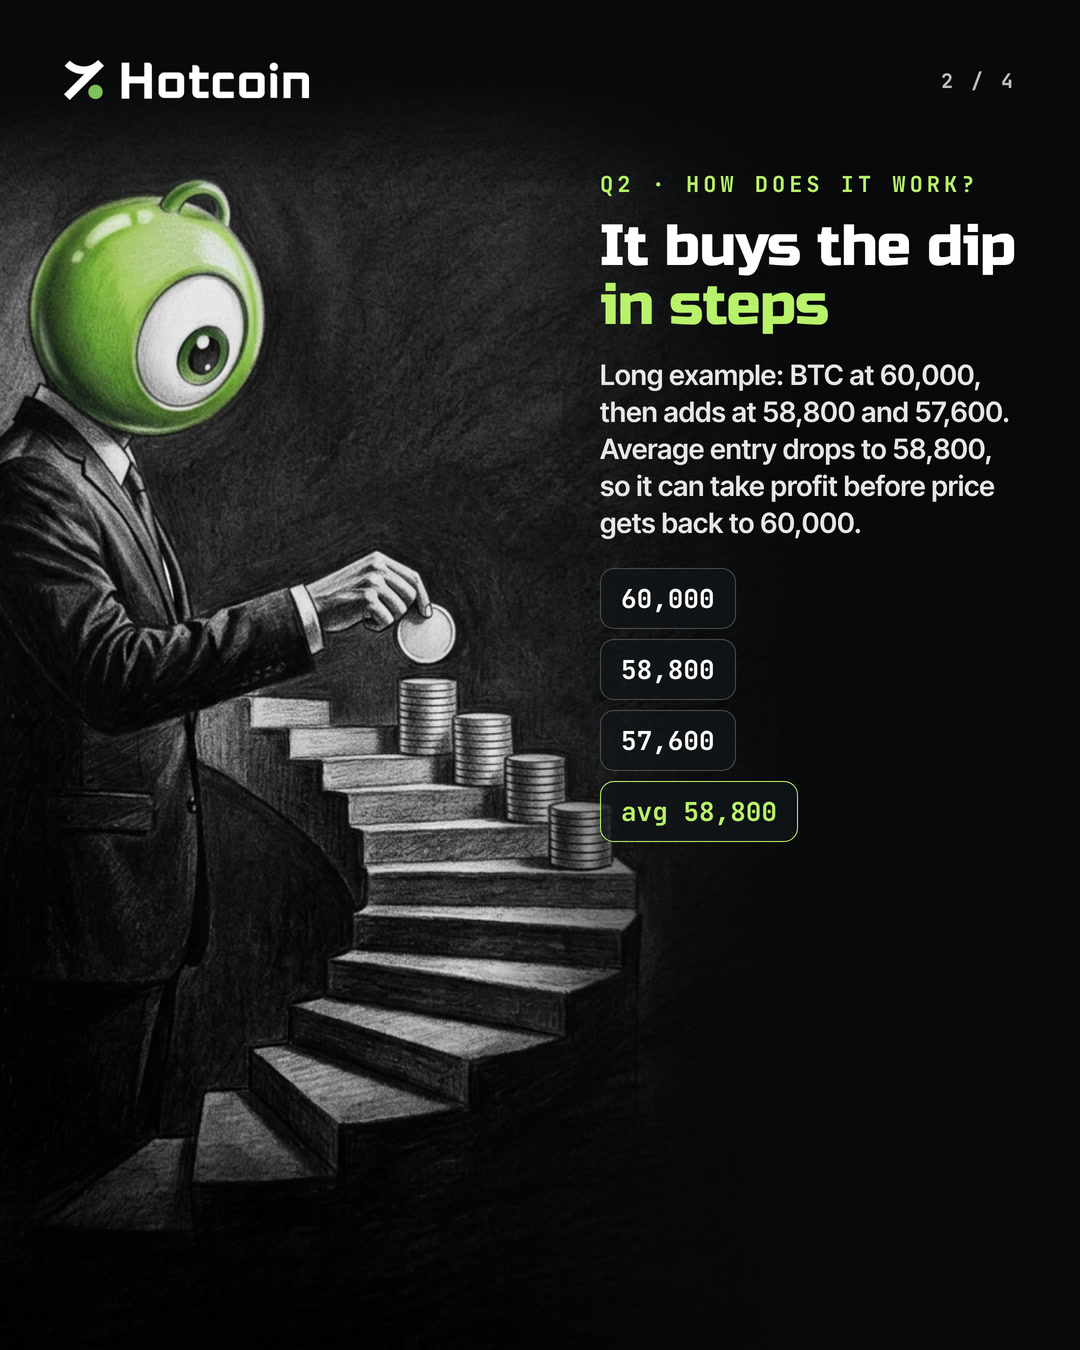 Hotcoin
2 / 4
Q2 · HOW DOES IT WORK?
It buys the dip
in steps
Long example: BTC at 60,000,
then adds at 58,800 and 57,600.
Average entry drops to 58,800,
so it can take profit before price
gets back to 60,000.
60,000
58,800
57,600
avg 58,800